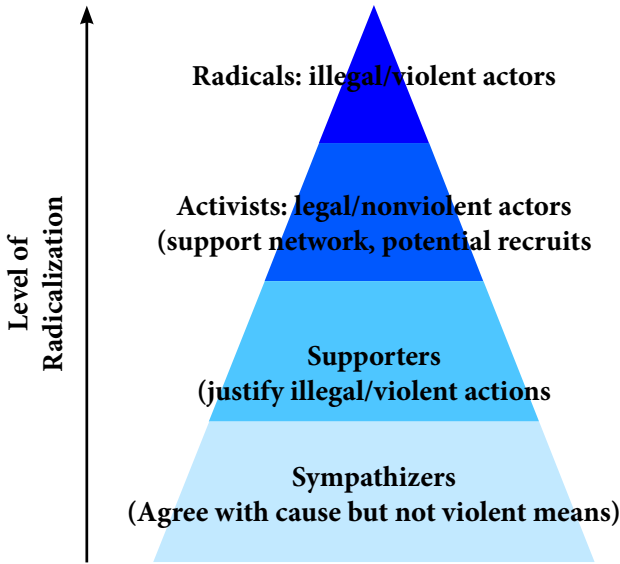 Level of
Radicalization
Radicals: illegal/violent actors
Activists: legal/nonviolent actors
(support network, potential recruits
Supporters
(justify illegal/violent actions
Sympathizers
(Agree with cause but not violent means)